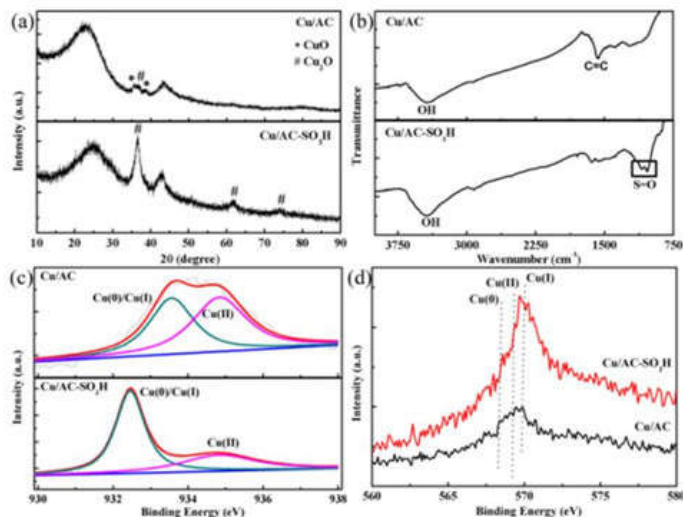 (a)
Cu/AC
* CuO
# Cu₂O
* # *
Cu/AC-SO₃H
#
#
#
Intensity (a.u.)
10 20 30 40 50 60 70 80 90
2θ (degree)
(b)
Cu/AC
C=C
OH
Cu/AC-SO₃H
S=O
OH
Transmittance
3750 3000 2250 1500 750
Wavenumber (cm⁻¹)
(c)
Cu/AC
Cu(0)/Cu(I)
Cu(II)
Cu/AC-SO₃H
Cu(0)/Cu(I)
Cu(II)
Intensity (a.u.)
930 932 934 936 938
Binding Energy (eV)
(d)
Cu(I)
Cu(II)
Cu(0)
Cu/AC-SO₃H
Cu/AC
Intensity (a.u.)
560 565 570 575 580
Binding Energy (eV)